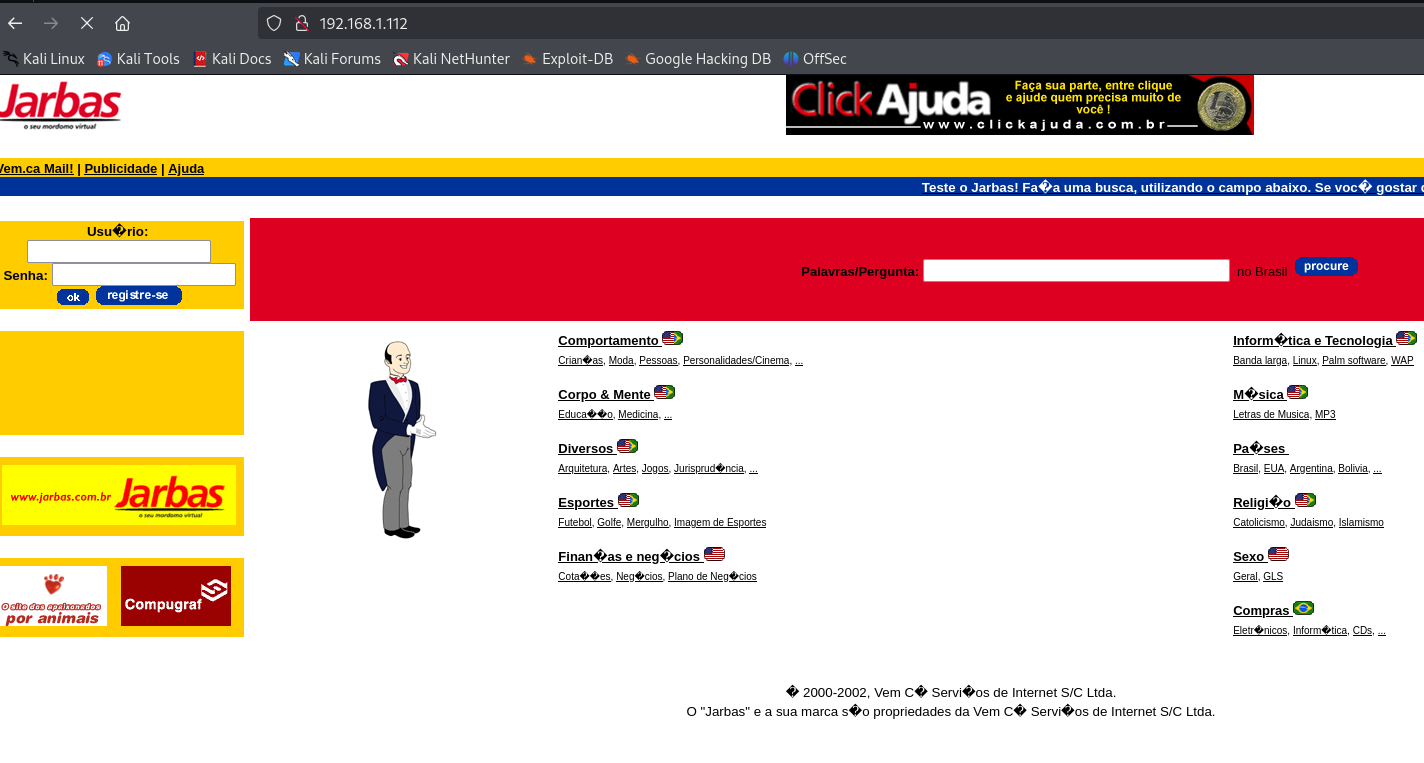 192.168.1.112
Kali Linux Kali Tools Kali Docs Kali Forums Kali NetHunter Exploit-DB Google Hacking DB OffSec
Jarbas
o seu mordomo virtual
Click Ajuda
Faça sua parte, entre clique
e ajude quem precisa muito de
você !
www.clickajuda.com.br
Vem.ca Mail! | Publicidade | Ajuda
Teste o Jarbas! Fa�a uma busca, utilizando o campo abaixo. Se voc� gostar
Usu�rio:
Senha:
ok registre-se
Palavras/Pergunta: no Brasil procure
Comportamento
Crian�as, Moda, Pessoas, Personalidades/Cinema, ...
Corpo & Mente
Educa��o, Medicina, ...
Diversos
Arquitetura, Artes, Jogos, Jurisprud�ncia, ...
Esportes
Futebol, Golfe, Mergulho, Imagem de Esportes
Finan�as e neg�cios
Cota��es, Neg�cios, Plano de Neg�cios
Inform�tica e Tecnologia
Banda larga, Linux, Palm software, WAP
M�sica
Letras de Musica, MP3
Pa�ses
Brasil, EUA, Argentina, Bolivia, ...
Religi�o
Catolicismo, Judaismo, Islamismo
Sexo
Geral, GLS
Compras
Eletr�nicos, Inform�tica, CDs, ...
www.jarbas.com.br Jarbas
o seu mordomo virtual
O site dos apaixonados
por animais
Compugraf
� 2000-2002, Vem C� Servi�os de Internet S/C Ltda.
O "Jarbas" e a sua marca s�o propriedades da Vem C� Servi�os de Internet S/C Ltda.